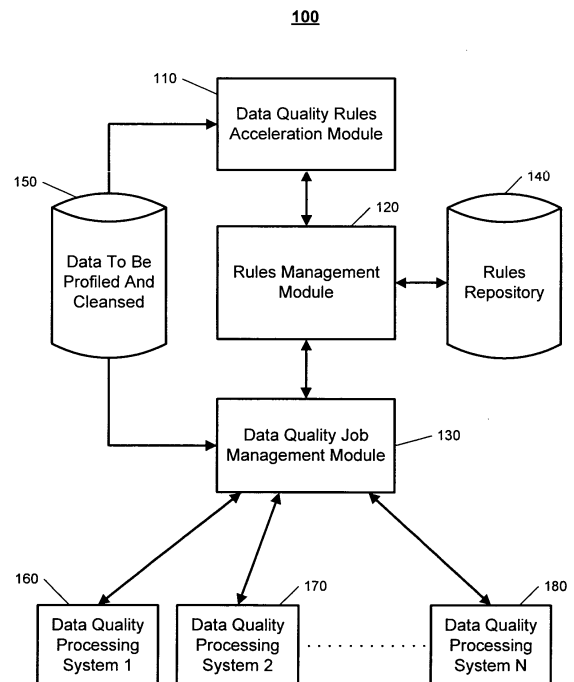 100
110
Data Quality Rules
Acceleration Module
150
120
140
Data To Be
Profiled And
Cleansed
Rules Management
Module
Rules
Repository
Data Quality Job
Management Module
130
160
170
180
Data Quality
Processing
System 1
Data Quality
Processing
System 2
Data Quality
Processing
System N